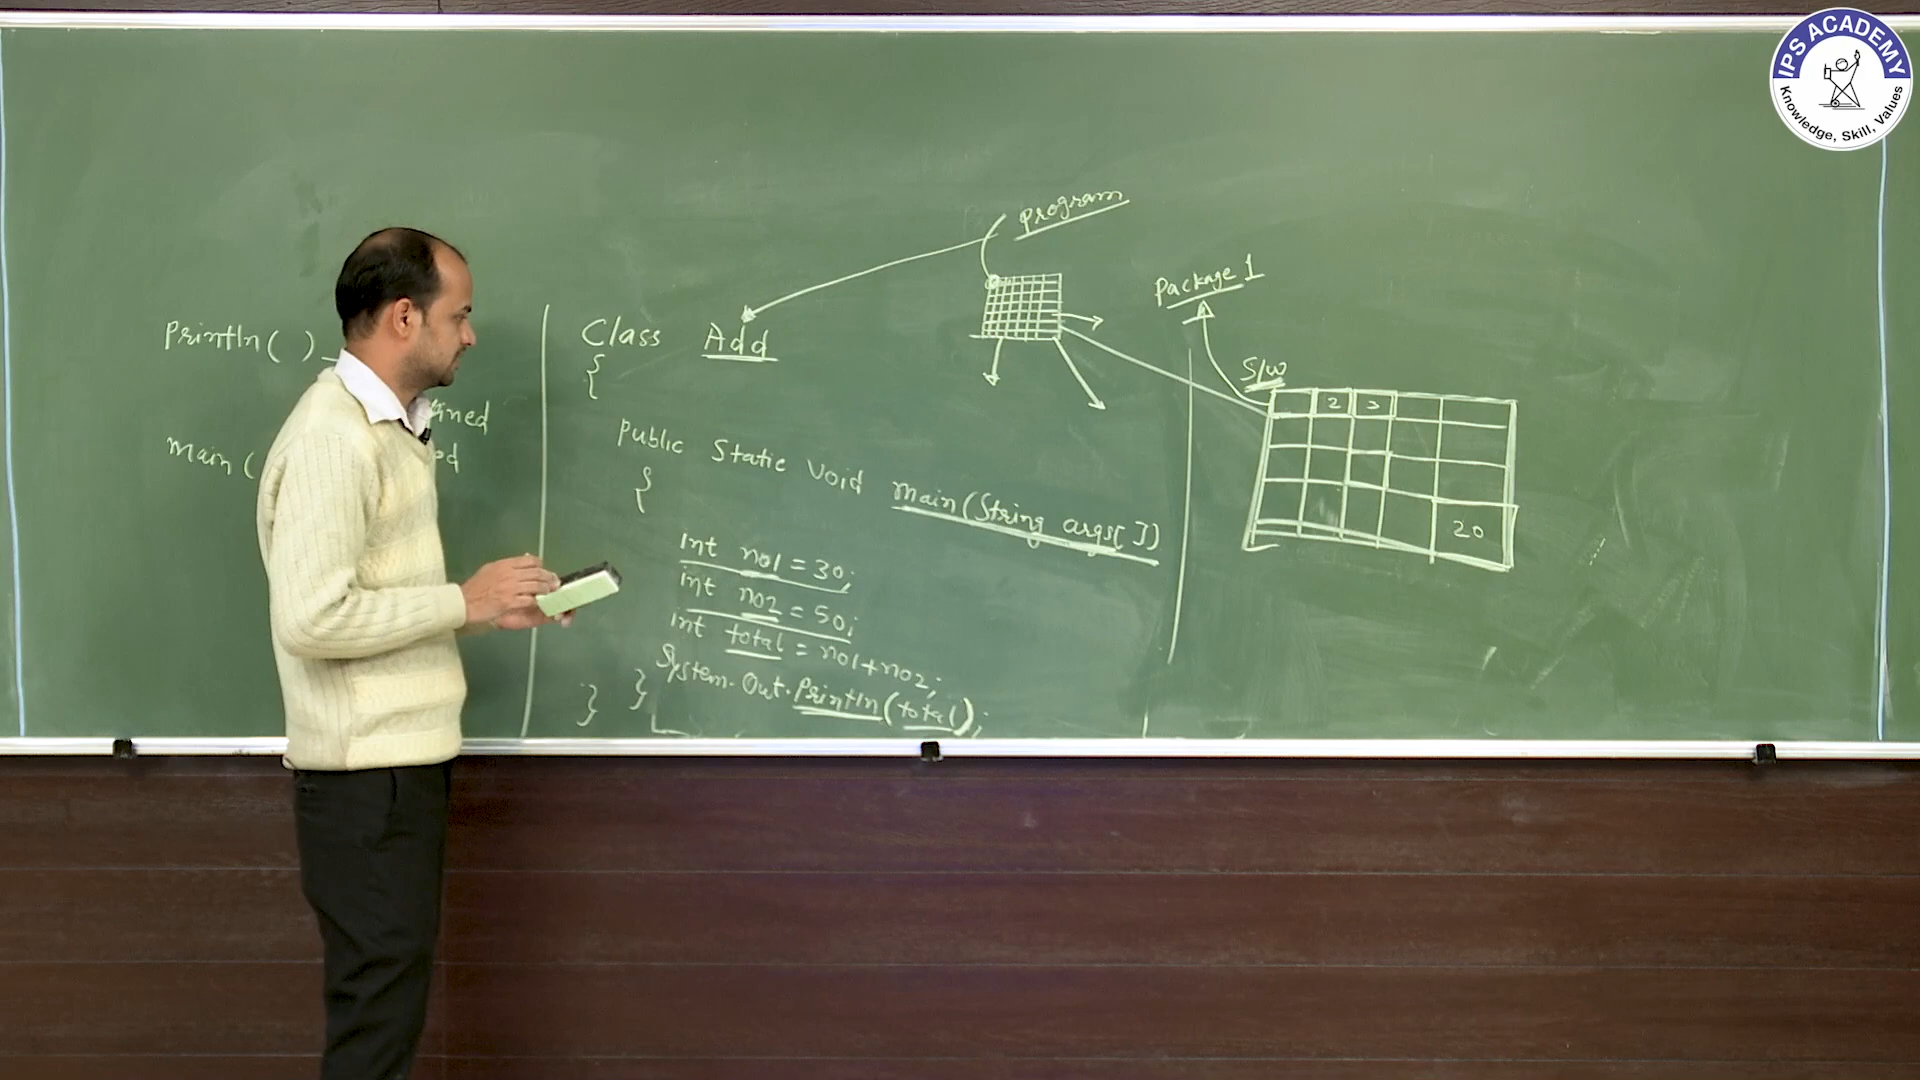 IPS ACADEMY
Knowledge, Skill, Values
Println( )
main (
Class Add
{
Public Static Void main(String args[])
{
int no1 = 30;
int no2 = 50;
int total = no1+no2;
System.Out.Println(total);
}
}
Program
Package 1
S/W
2 3
20